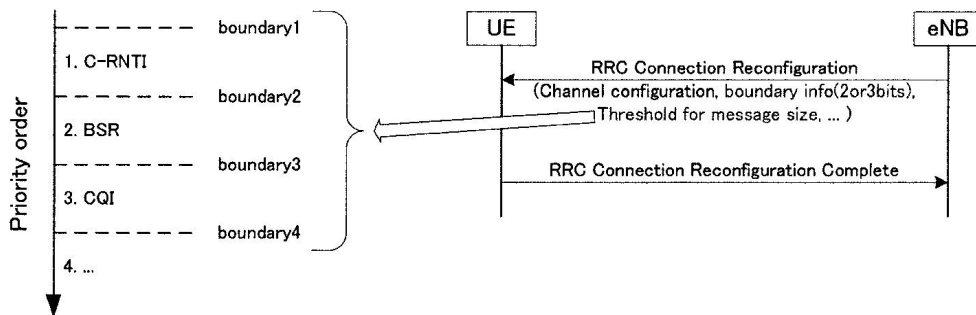 Priority order
boundary1
1. C-RNTI
boundary2
2. BSR
boundary3
3. CQI
boundary4
4. ...
UE
eNB
RRC Connection Reconfiguration
(Channel configuration, boundary info(2or3bits),
Threshold for message size, ... )
RRC Connection Reconfiguration Complete